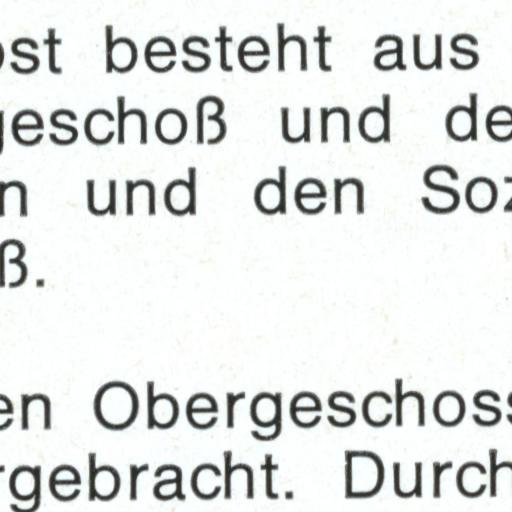 ost besteht aus
geschoß und de
n und den Soz
ß.
en Obergeschoss
rgebracht. Durch